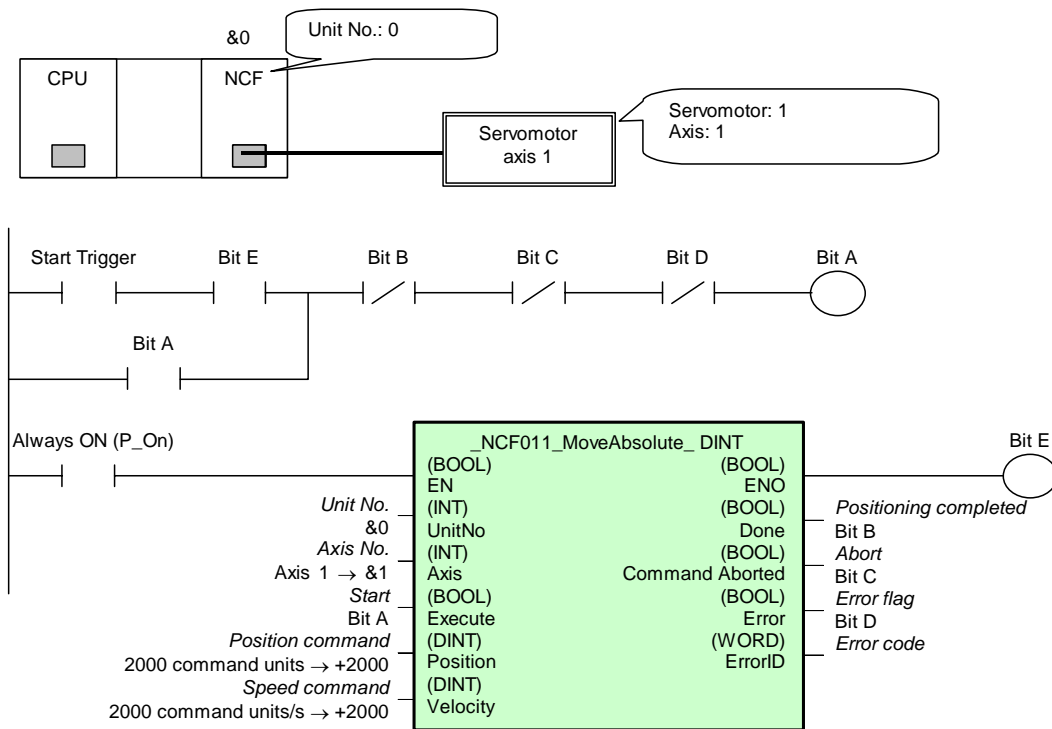 &0
Unit No.: 0
CPU
NCF
Servomotor: 1
Axis: 1
Servomotor
axis 1
Start Trigger
Bit E
Bit B
Bit C
Bit D
Bit A
Bit A
Always ON (P_On)
_NCF011_MoveAbsolute_ DINT
Bit E
(BOOL)
EN
(BOOL)
ENO
Unit No.
&0
(INT)
UnitNo
(BOOL)
Done
Positioning completed
Bit B
Axis No.
Axis 1 → &1
(INT)
Axis
(BOOL)
Command Aborted
Abort
Bit C
Start
Bit A
(BOOL)
Execute
(BOOL)
Error
Error flag
Bit D
Position command
2000 command units → +2000
(DINT)
Position
(WORD)
ErrorID
Error code
Speed command
2000 command units/s → +2000
(DINT)
Velocity